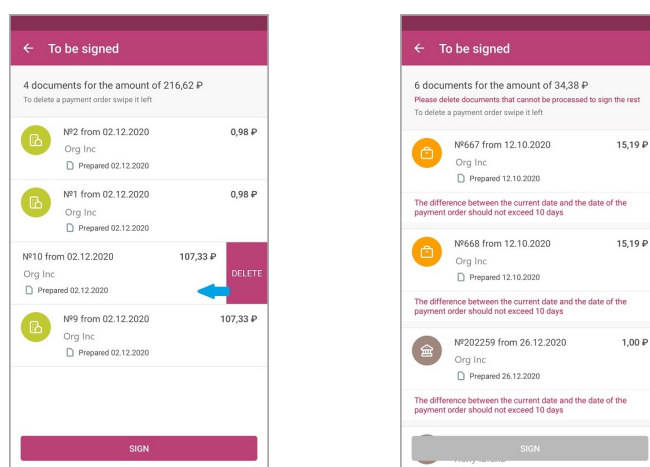 To be signed
4 documents for the amount of 216,62 ₽
To delete a payment order swipe it left
№2 from 02.12.2020 0,98 ₽
Org Inc
Prepared 02.12.2020
№1 from 02.12.2020 0,98 ₽
Org Inc
Prepared 02.12.2020
№10 from 02.12.2020 107,33 ₽
Org Inc
DELETE
Prepared 02.12.2020
№9 from 02.12.2020 107,33 ₽
Org Inc
Prepared 02.12.2020
SIGN
To be signed
6 documents for the amount of 34,38 ₽
Please delete documents that cannot be processed to sign the rest
To delete a payment order swipe it left
№667 from 12.10.2020 15,19 ₽
Org Inc
Prepared 12.10.2020
The difference between the current date and the date of the
payment order should not exceed 10 days
№668 from 12.10.2020 15,19 ₽
Org Inc
Prepared 12.10.2020
The difference between the current date and the date of the
payment order should not exceed 10 days
№202259 from 26.12.2020 1,00 ₽
Org Inc
Prepared 26.12.2020
The difference between the current date and the date of the
payment order should not exceed 10 days
SIGN